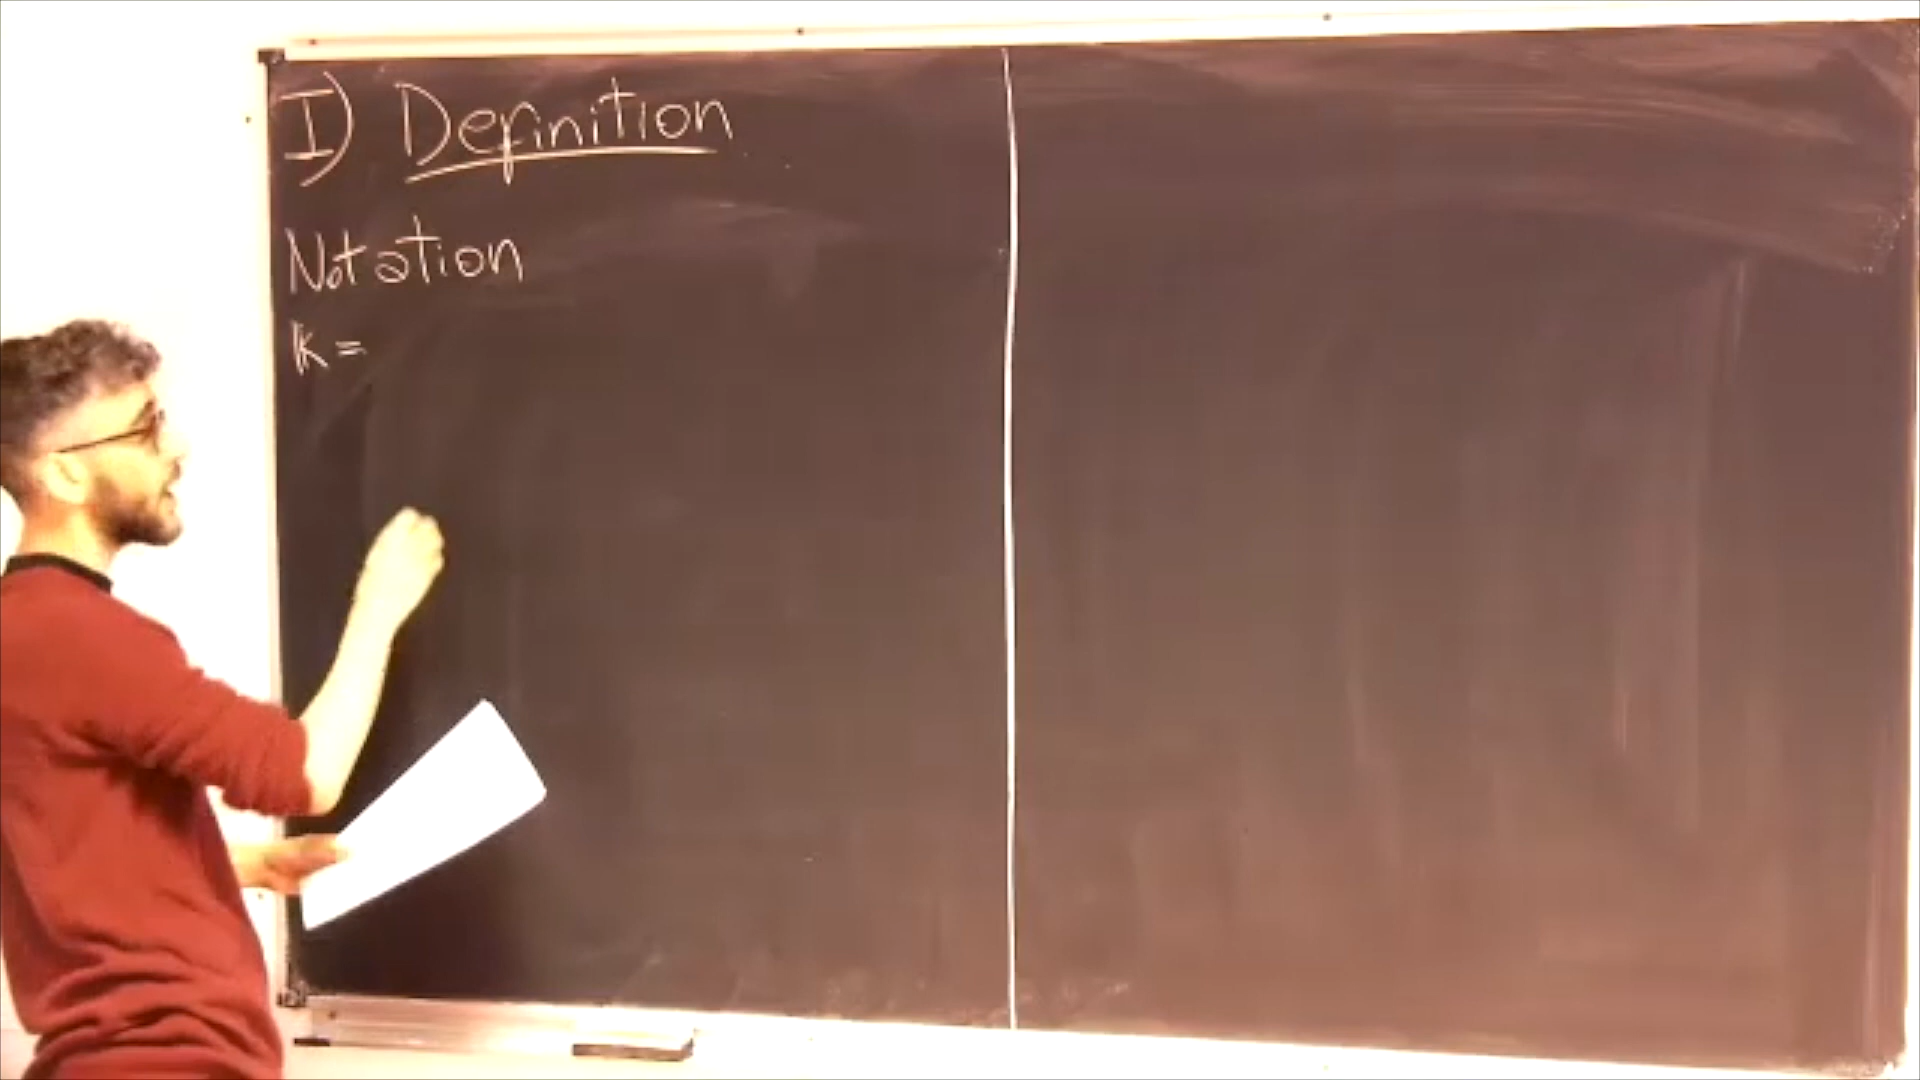 I) Definition
Notation
𝕜 =